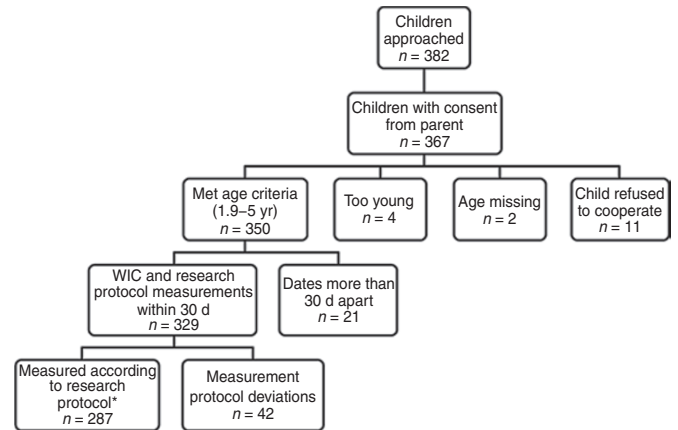 Children
approached
n = 382
Children with consent
from parent
n = 367
Met age criteria
(1.9–5 yr)
n = 350
Too young
n = 4
Age missing
n = 2
Child refused
to cooperate
n = 11
WIC and research
protocol measurements
within 30 d
n = 329
Dates more than
30 d apart
n = 21
Measured according
to research
protocol*
n = 287
Measurement
protocol deviations
n = 42